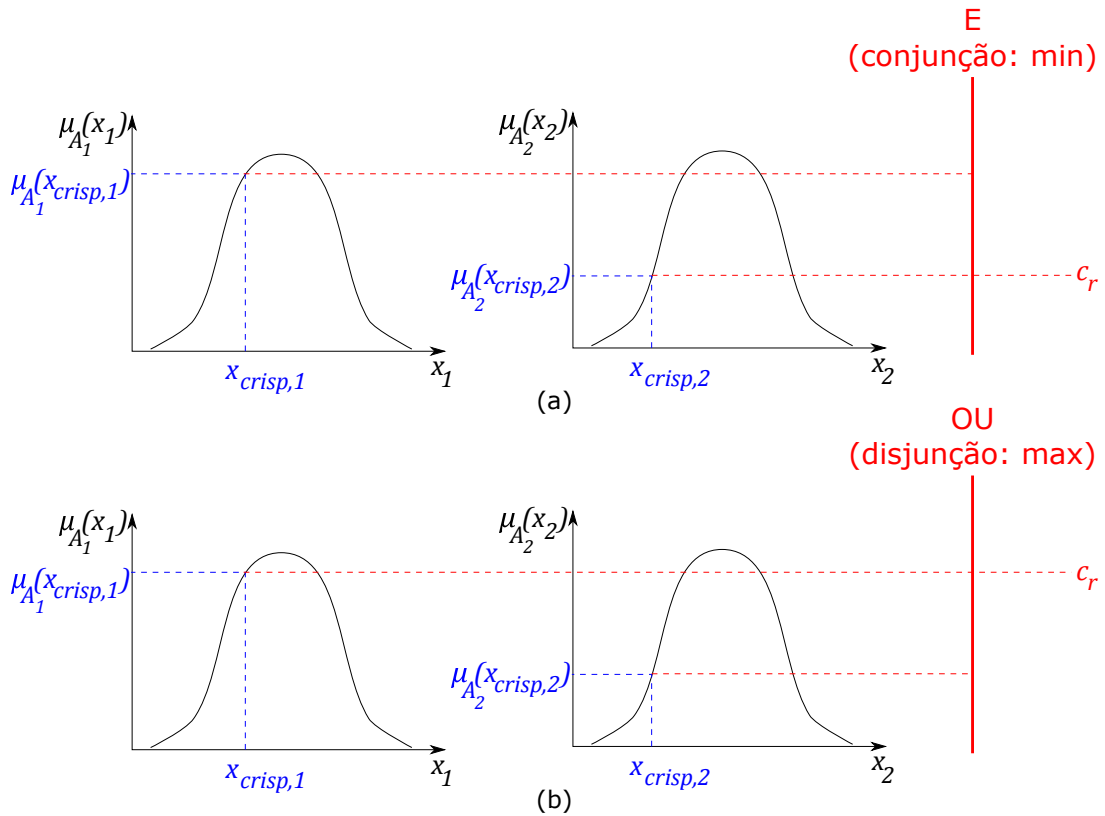 E
(conjunção: min)
μA1(x1)
μA2(x2)
μA1(xcrisp,1)
μA2(xcrisp,2)
cr
xcrisp,1
x1
xcrisp,2
x2
(a)
OU
(disjunção: max)
μA1(x1)
μA2(x2)
μA1(xcrisp,1)
cr
μA2(xcrisp,2)
xcrisp,1
x1
xcrisp,2
x2
(b)